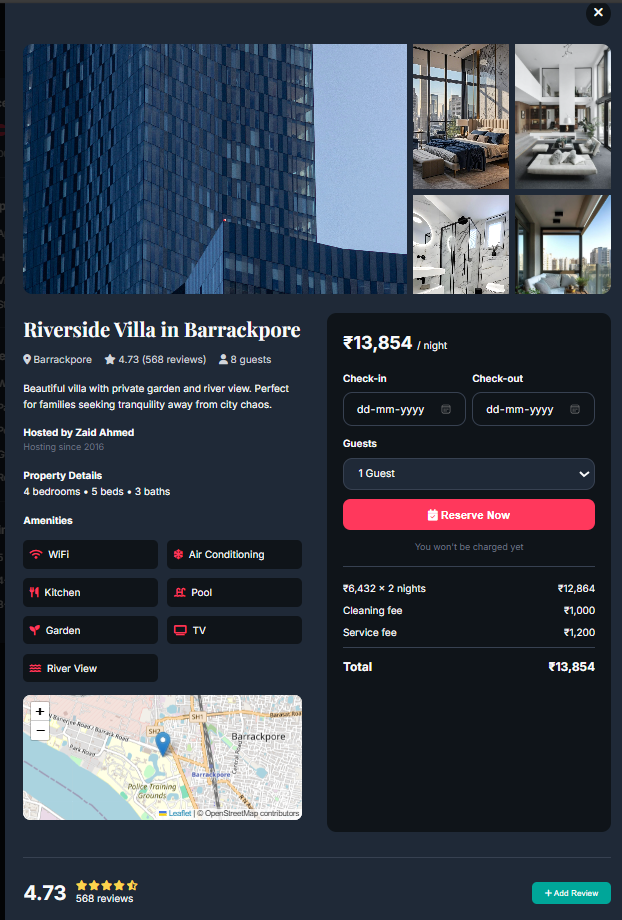 Riverside Villa in Barrackpore
Barrackpore 4.73 (568 reviews) 8 guests
Beautiful villa with private garden and river view. Perfect
for families seeking tranquility away from city chaos.
Hosted by Zaid Ahmed
Hosting since 2016
Property Details
4 bedrooms • 5 beds • 3 baths
Amenities
WiFi
Air Conditioning
Kitchen
Pool
Garden
TV
River View
+
−
SH1
SH2
Barrackpore
Park Road
Central Road
Barrackpore
Police Training
Grounds
Leaflet | © OpenStreetMap contributors
₹13,854 / night
Check-in Check-out
dd-mm-yyyy dd-mm-yyyy
Guests
1 Guest
Reserve Now
You won't be charged yet
₹6,432 × 2 nights ₹12,864
Cleaning fee ₹1,000
Service fee ₹1,200
Total ₹13,854
4.73
568 reviews
+ Add Review